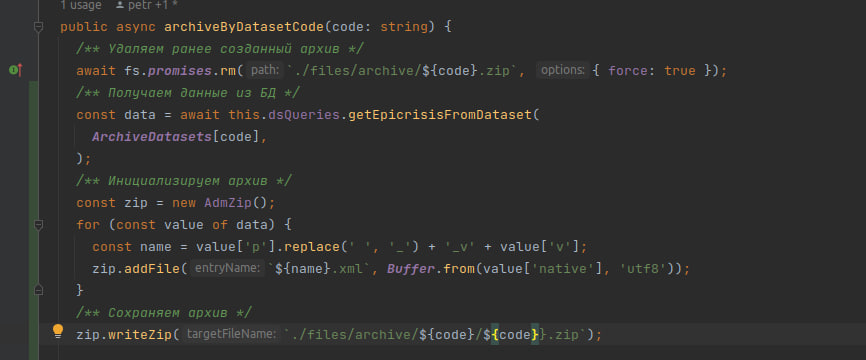 1 usage petr +1 *
public async archiveByDatasetCode(code: string) {
/** Удаляем ранее созданный архив */
await fs.promises.rm( path: `./files/archive/${code}.zip`, options: { force: true });
/** Получаем данные из БД */
const data = await this.dsQueries.getEpicrisisFromDataset(
ArchiveDatasets[code],
);
/** Инициализируем архив */
const zip = new AdmZip();
for (const value of data) {
const name = value['p'].replace(' ', '_') + '_v' + value['v'];
zip.addFile( entryName: `${name}.xml`, Buffer.from(value['native'], 'utf8'));
}
/** Сохраняем архив */
zip.writeZip( targetFileName: `./files/archive/${code}/${code}}.zip`);